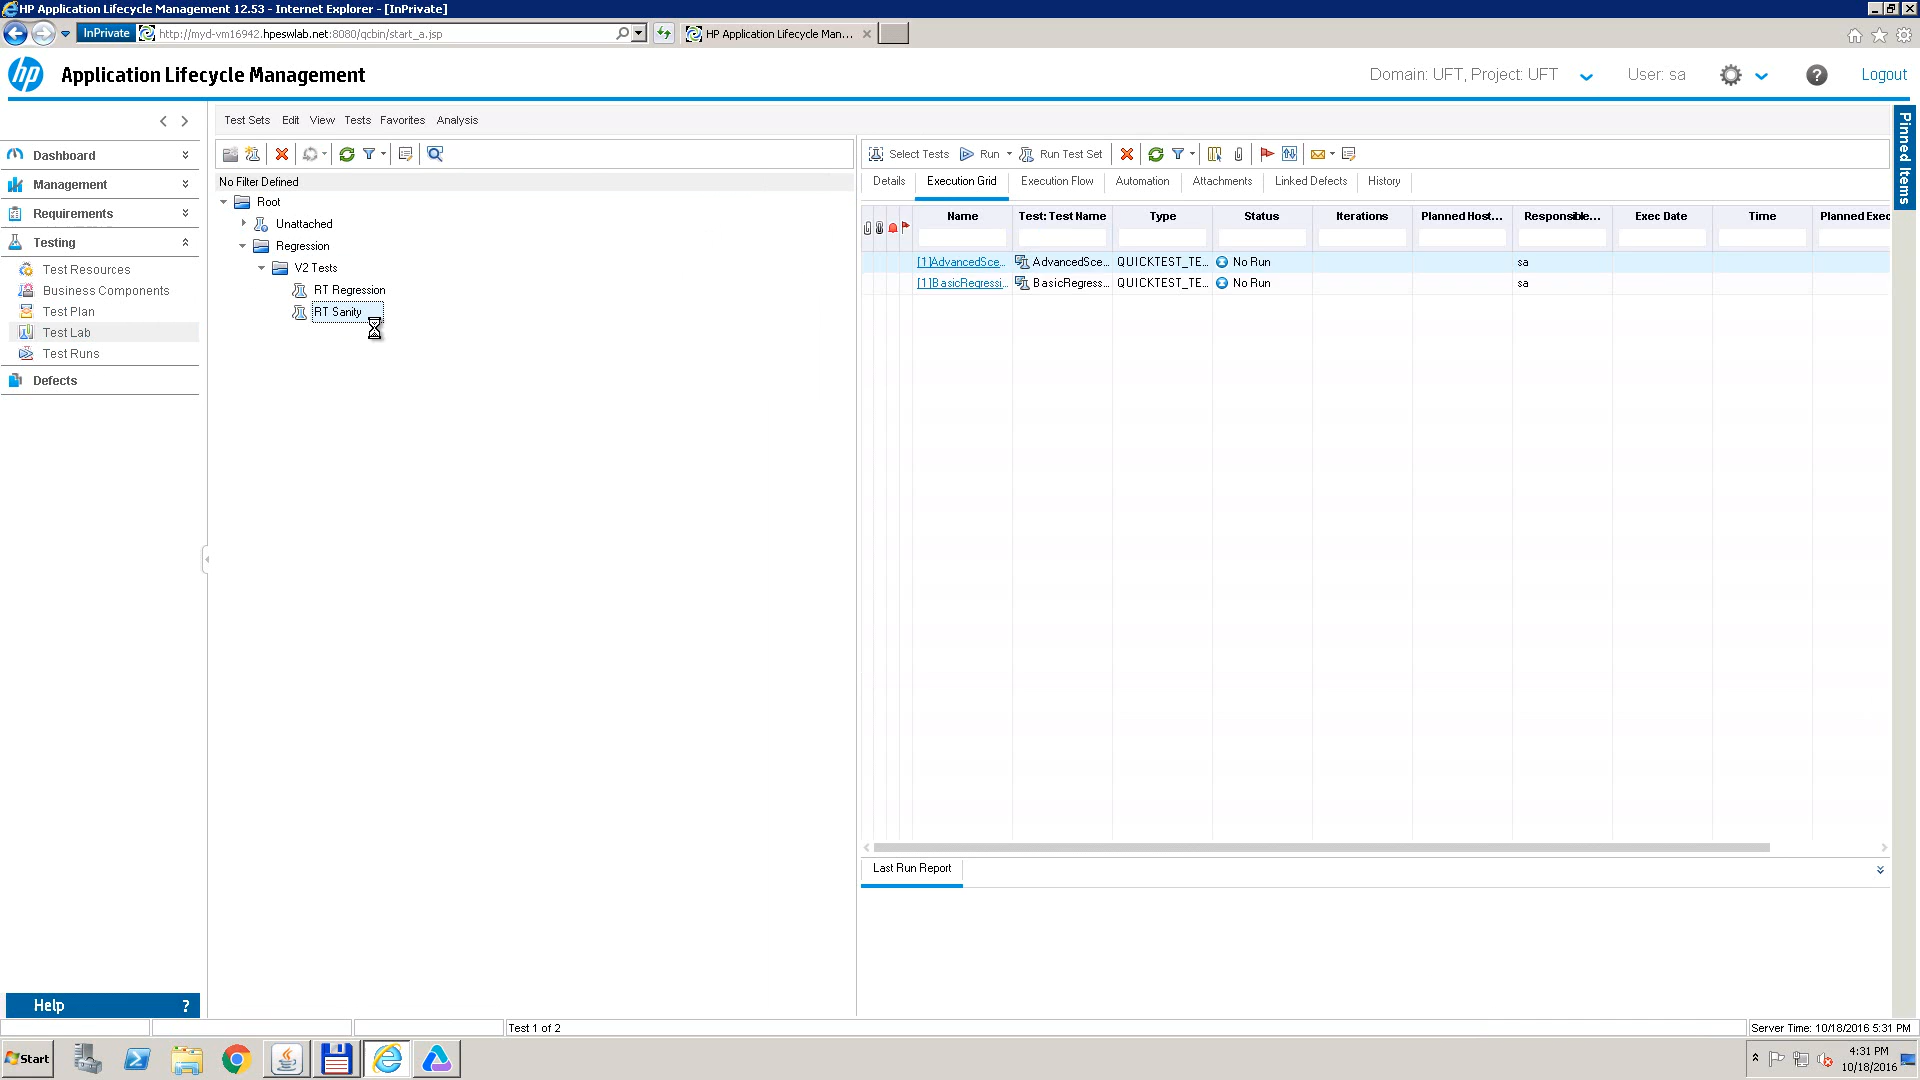 HP Application Lifecycle Management 12.53 - Internet Explorer - [InPrivate]
InPrivate
http://myd-vm16942.hpeswlab.net:8080/qcbin/start_a.jsp
HP Application Lifecycle Man...
hp
Application Lifecycle Management
Domain: UFT, Project: UFT
User: sa
?
Logout
Dashboard
Management
Requirements
Testing
Test Resources
Business Components
Test Plan
Test Lab
Test Runs
Defects
Help ?
Test Sets Edit View Tests Favorites Analysis
No Filter Defined
Root
Unattached
Regression
V2 Tests
RT Regression
RT Sanity
Select Tests Run Run Test Set
Details Execution Grid Execution Flow Automation Attachments Linked Defects History
Name Test: Test Name Type Status Iterations Planned Host... Responsible... Exec Date Time Planned Exec
[1]AdvancedSce... AdvancedSce... QUICKTEST_TE... No Run sa
[1]BasicRegressi... BasicRegress... QUICKTEST_TE... No Run sa
Last Run Report
Pinned Items
Test 1 of 2
Server Time: 10/18/2016 5:31 PM
Start
4:31 PM
10/18/2016